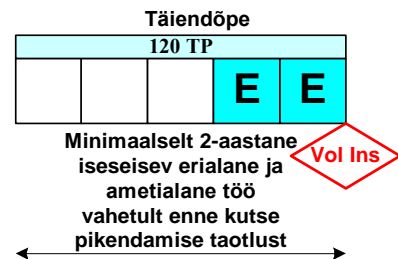 Täiendõpe
120 TP
E E
Minimaalselt 2-aastane
iseseisev erialane ja
ametialane töö
vahetult enne kutse
pikendamise taotlust
Vol Ins